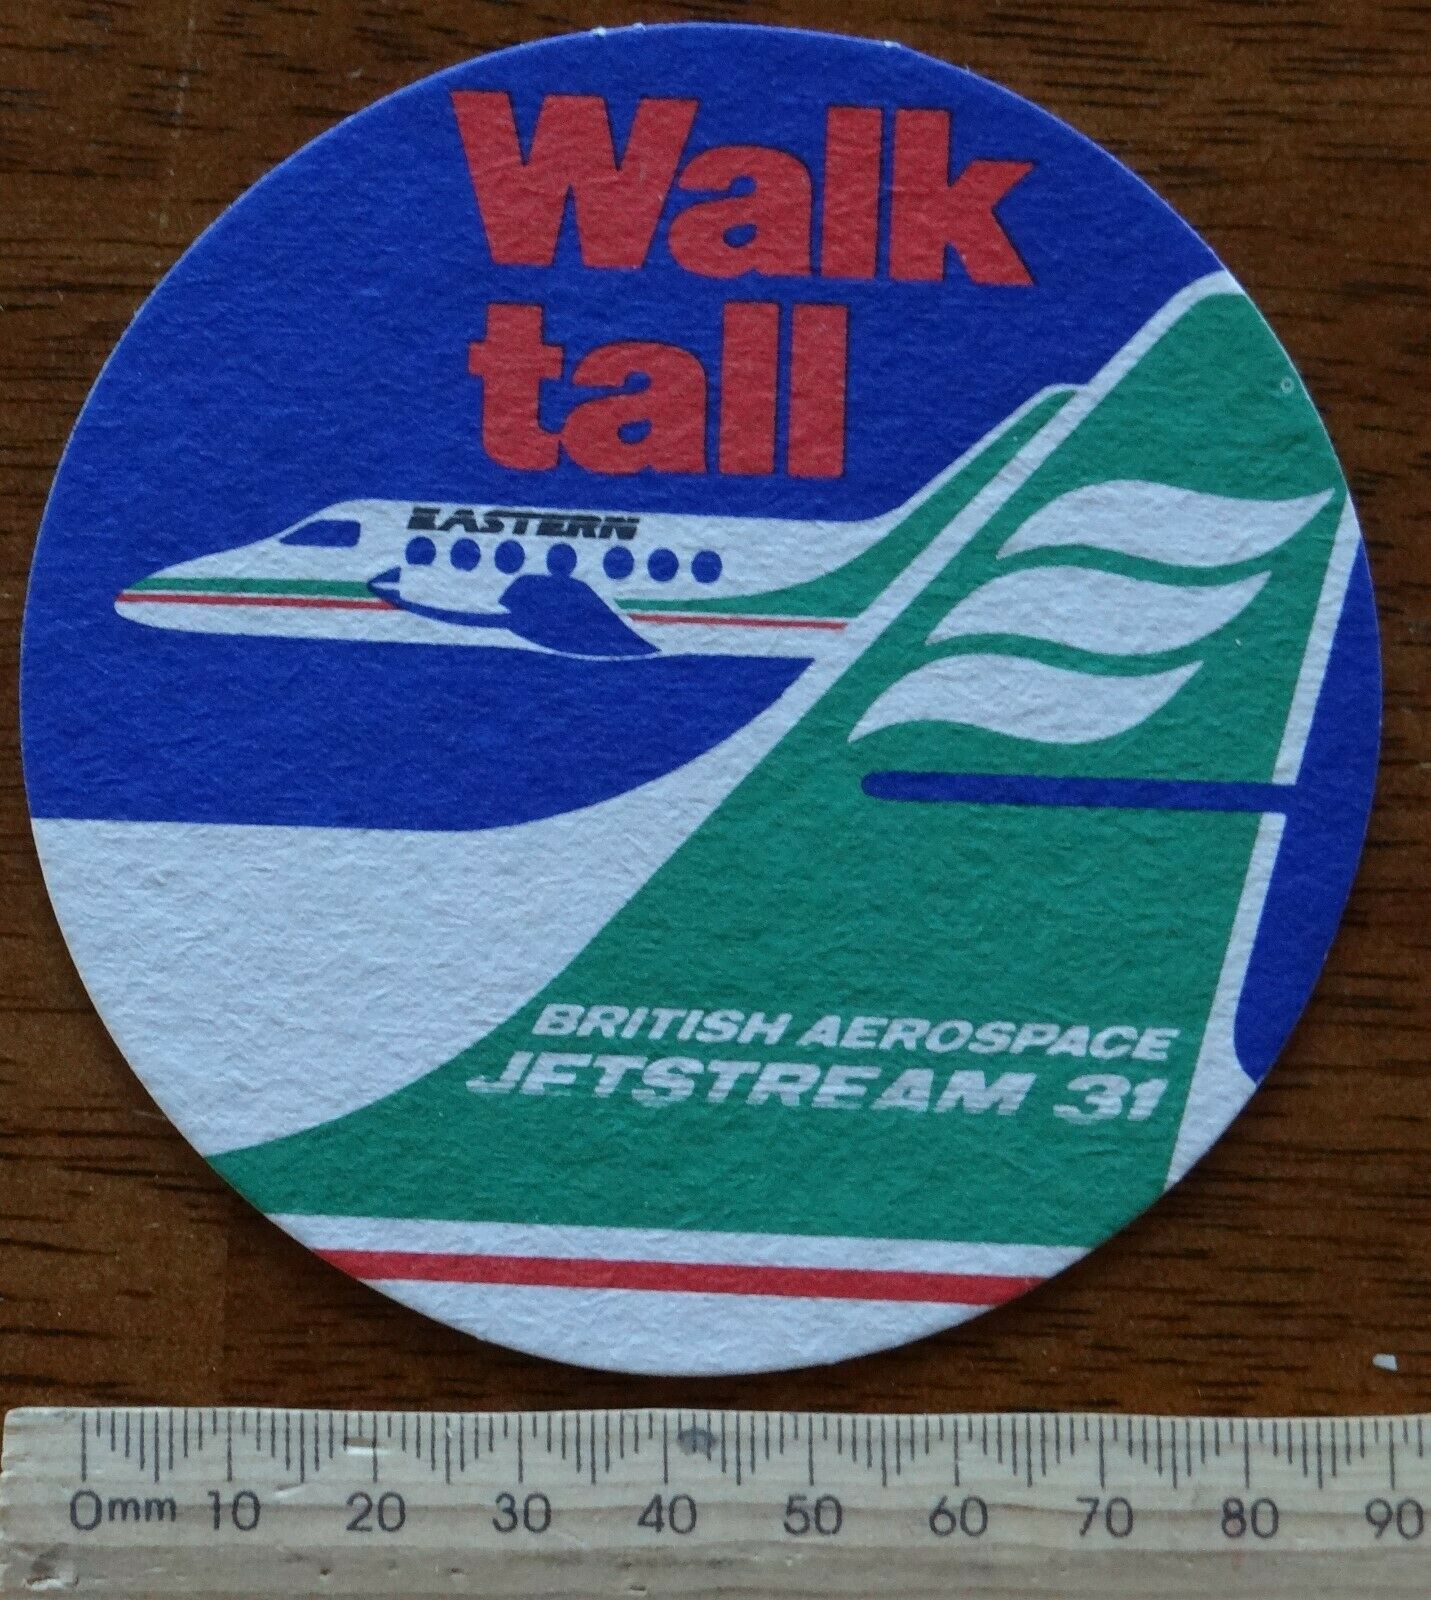 Walk
tall
EASTERN
BRITISH AEROSPACE
JETSTREAM 31
0mm 10 20 30 40 50 60 70 80 90